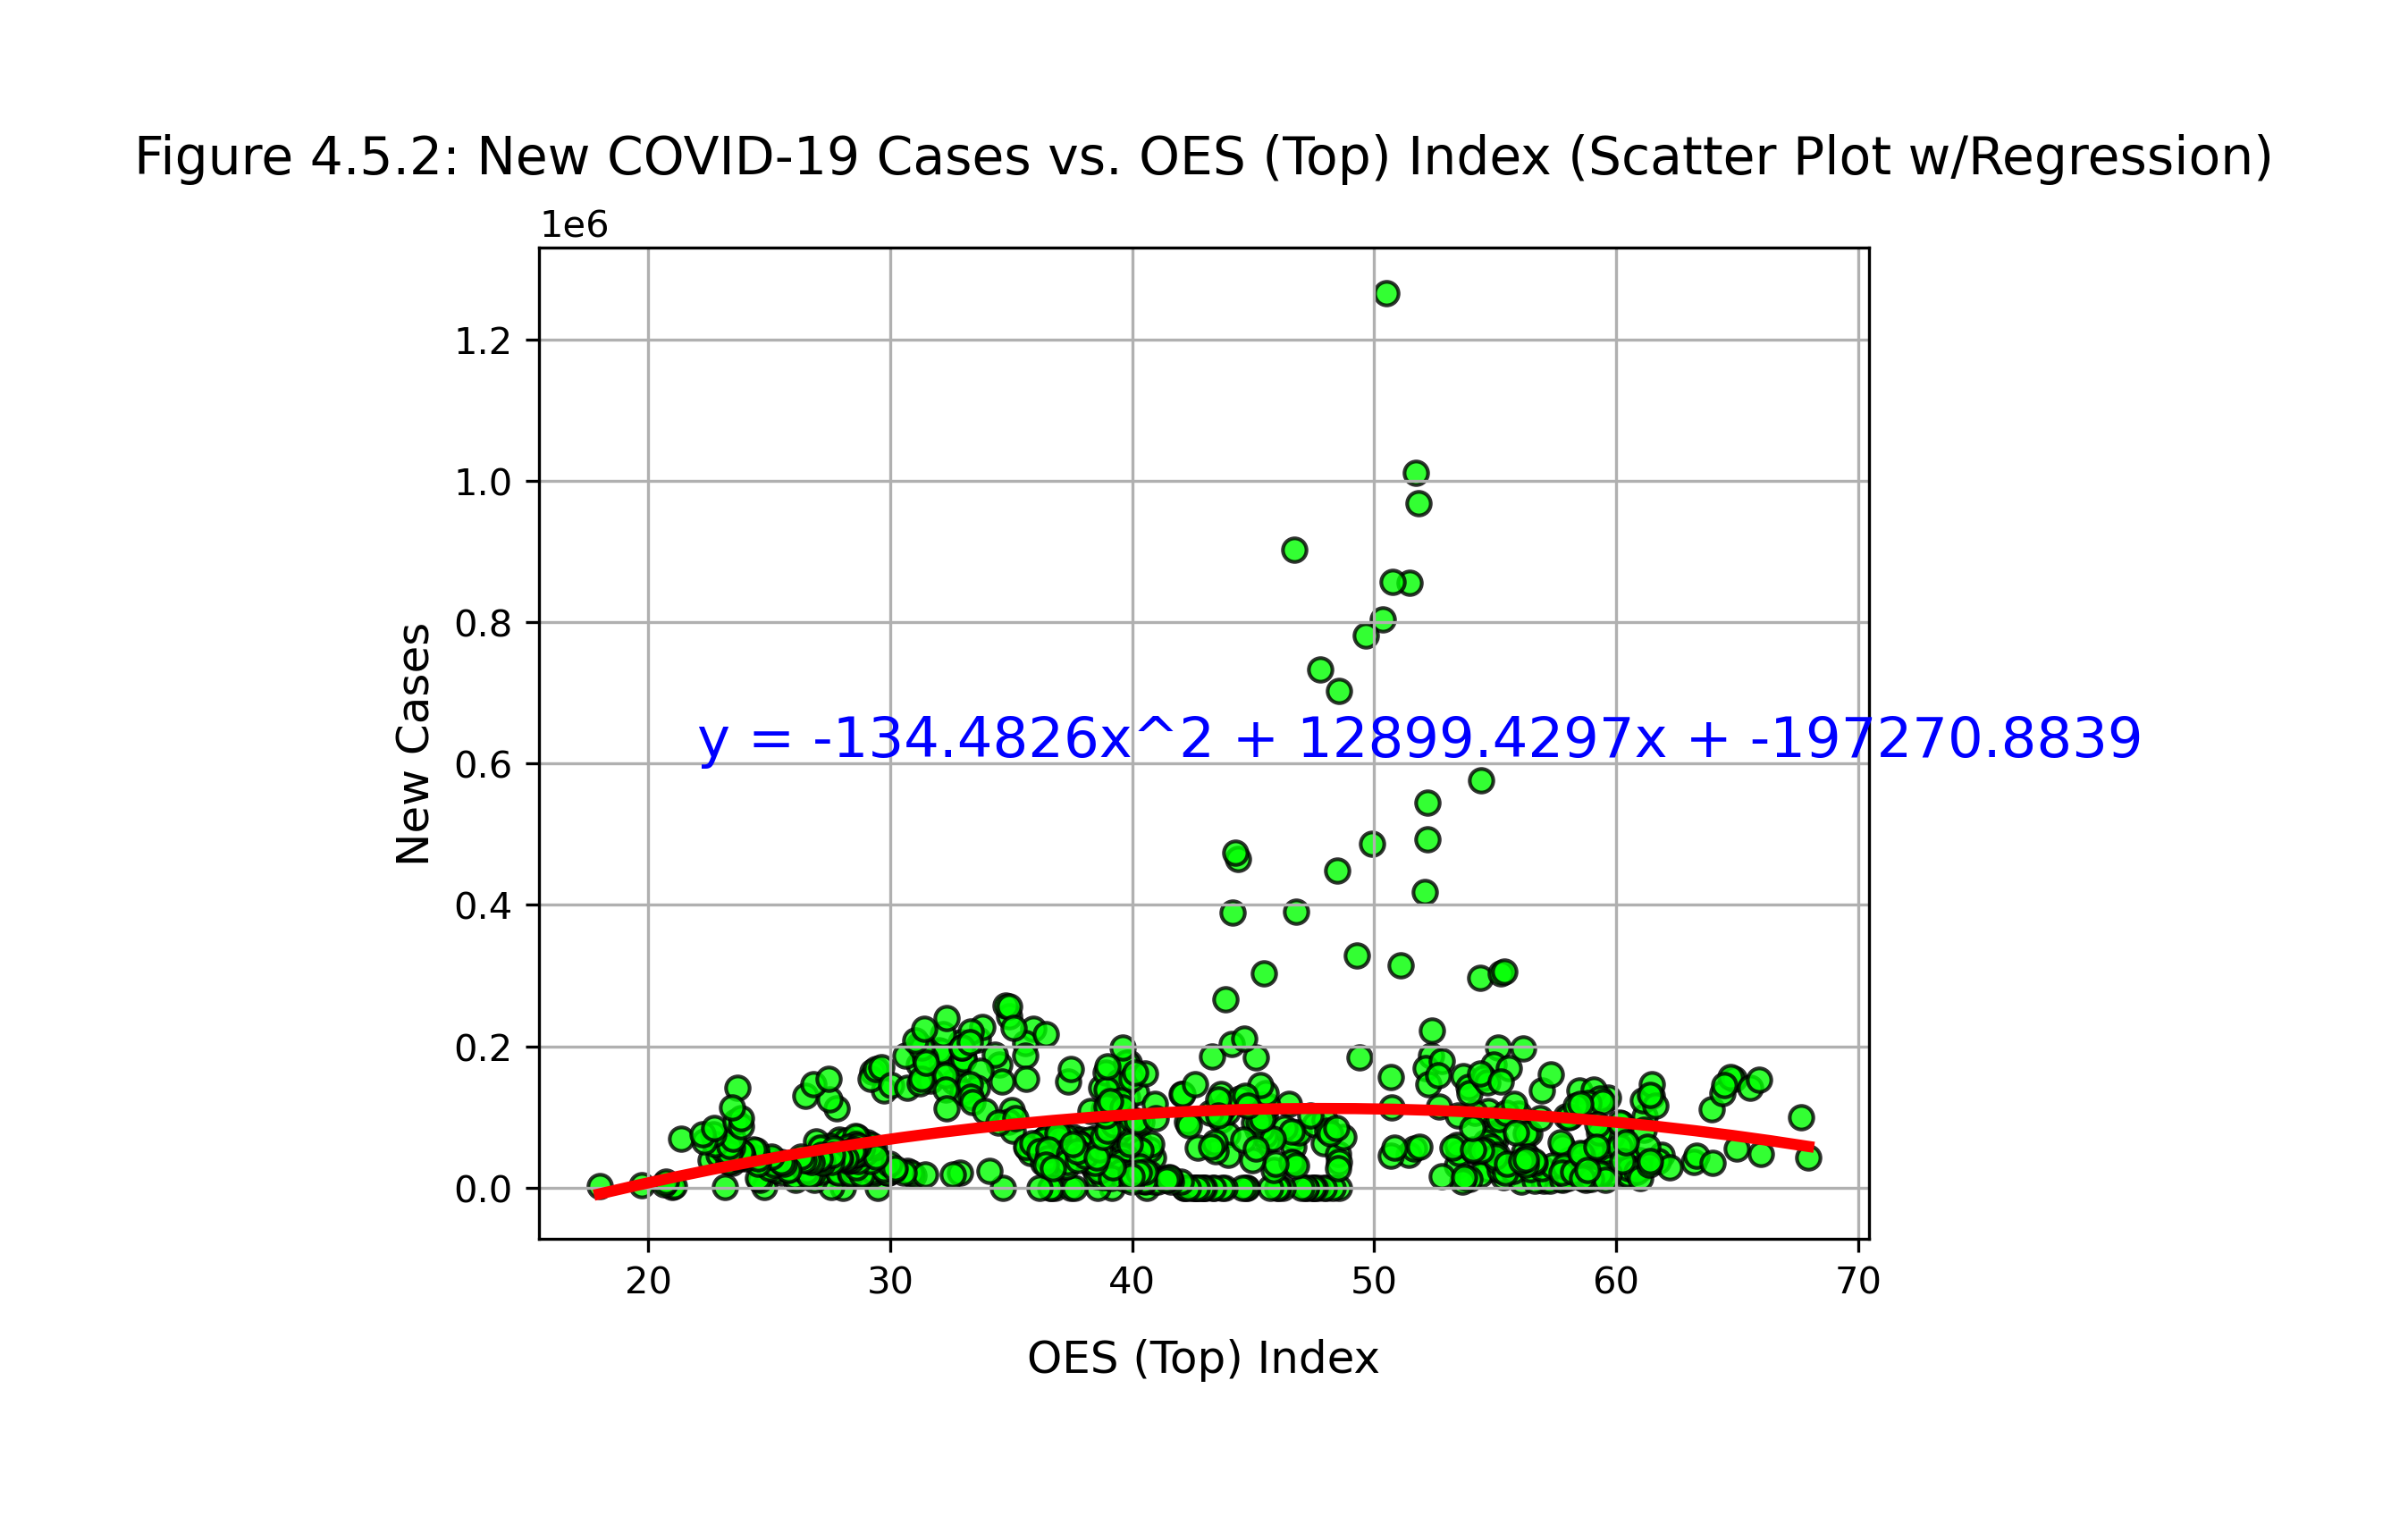 Figure 4.5.2: New COVID-19 Cases vs. OES (Top) Index (Scatter Plot w/Regression)
1e6
1.2
1.0
0.8
y = -134.4826x^2 + 12899.4297x + -197270.8839
0.6
0.4
0.2
0.0
New Cases
20 30 40 50 60 70
OES (Top) Index